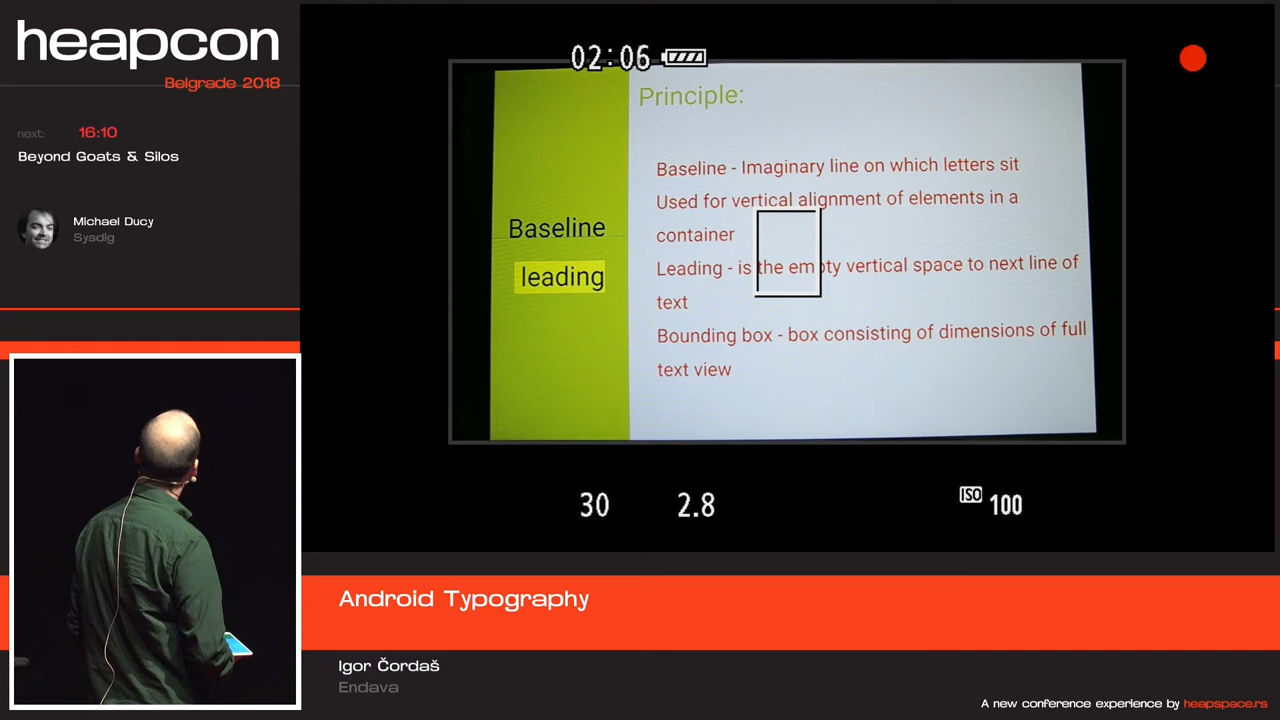 heapcon
Belgrade 2018
next: 16:10
Beyond Goats & Silos
Michael Ducy
Sysdig
02:06
Principle:
Baseline
leading
Baseline - Imaginary line on which letters sit
Used for vertical alignment of elements in a
container
Leading - is the empty vertical space to next line of
text
Bounding box - box consisting of dimensions of full
text view
30 2.8 ISO 100
Android Typography
Igor Čordaš
Endava
A new conference experience by heapspace.rs